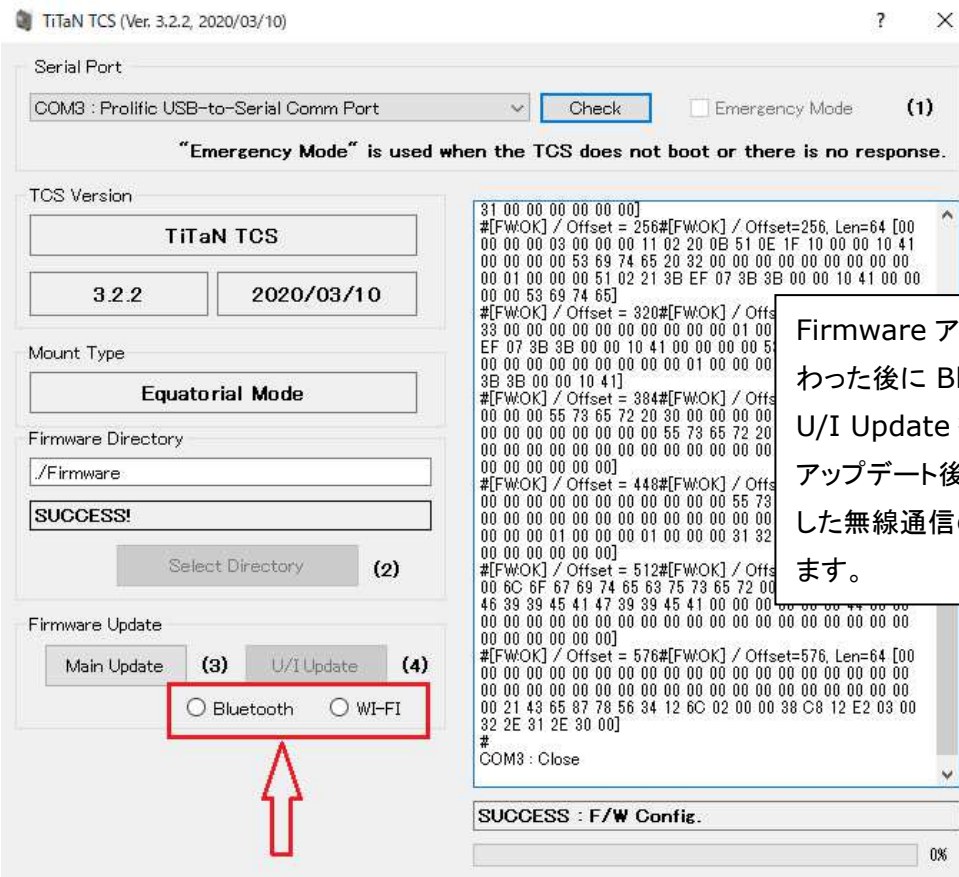 TiTaN TCS (Ver. 3.2.2, 2020/03/10)
?
Serial Port
COM3 : Prolific USB-to-Serial Comm Port
Check
Emergency Mode
(1)
"Emergency Mode" is used when the TCS does not boot or there is no response.
TCS Version
TiTaN TCS
3.2.2
2020/03/10
Mount Type
Equatorial Mode
Firmware Directory
./Firmware
SUCCESS!
Select Directory
(2)
Firmware Update
Main Update
(3)
U/I Update
(4)
Bluetooth
WI-FI
31 00 00 00 00 00 00]
#[FW:OK] / Offset = 256#[FW:OK] / Offset=256, Len=64 [00
00 00 00 03 00 00 00 11 02 20 0B 51 0E 1F 10 00 00 10 41
00 00 00 00 53 69 74 65 20 32 00 00 00 00 00 00 00 00 00
00 01 00 00 00 51 02 21 3B EF 07 3B 3B 00 00 10 41 00 00
00 00 53 69 74 65]
#[FW:OK] / Offset = 320#[FW:OK] / Offs
33 00 00 00 00 00 00 00 00 00 00 01 00
EF 07 3B 3B 00 00 10 41 00 00 00 00
00 00 00 00 00 00 00 00 00 01 00 00 00
3B 3B 00 00 10 41]
#[FW:OK] / Offset = 384#[FW:OK] / Offs
00 00 00 55 73 65 72 20 30 00 00 00 00
00 00 00 00 00 00 00 00 55 73 65 72 20
00 00 00 00 00 00 00 00 00 00 00 00 00
00 00 00 00 00 00]
#[FW:OK] / Offset = 448#[FW:OK] / Offs
00 00 00 00 00 00 00 00 00 00 00 55 73
00 00 00 00 00 00 00 00 00 00 00 00 00
00 00 00 01 00 00 00 01 00 00 00 31 32
00 00 00 00 00 00]
#[FW:OK] / Offset = 512#[FW:OK] / Offs
00 6C 6F 67 69 74 65 63 75 73 65 72 00
46 39 39 45 41 47 39 39 45 41 00 00 00
00 00 00 00 00 00 00 00 00 00 00 00 00 00 00 00 00 00 00
00 00 00 00 00 00]
#[FW:OK] / Offset = 576#[FW:OK] / Offset=576, Len=64 [00
00 00 00 00 00 00 00 00 00 00 00 00 00 00 00 00 00 00 00
00 00 00 00 00 00 00 00 00 00 00 00 00 00 00 00 00 00 00
00 21 43 65 87 78 56 34 12 6C 02 00 00 38 C8 12 E2 03 00
32 2E 31 2E 30 00]
#
COM3 : Close
Firmware ア
わった後に
U/I Update
アップデート後
した無線通信
ます。
SUCCESS : F/W Config.
0%